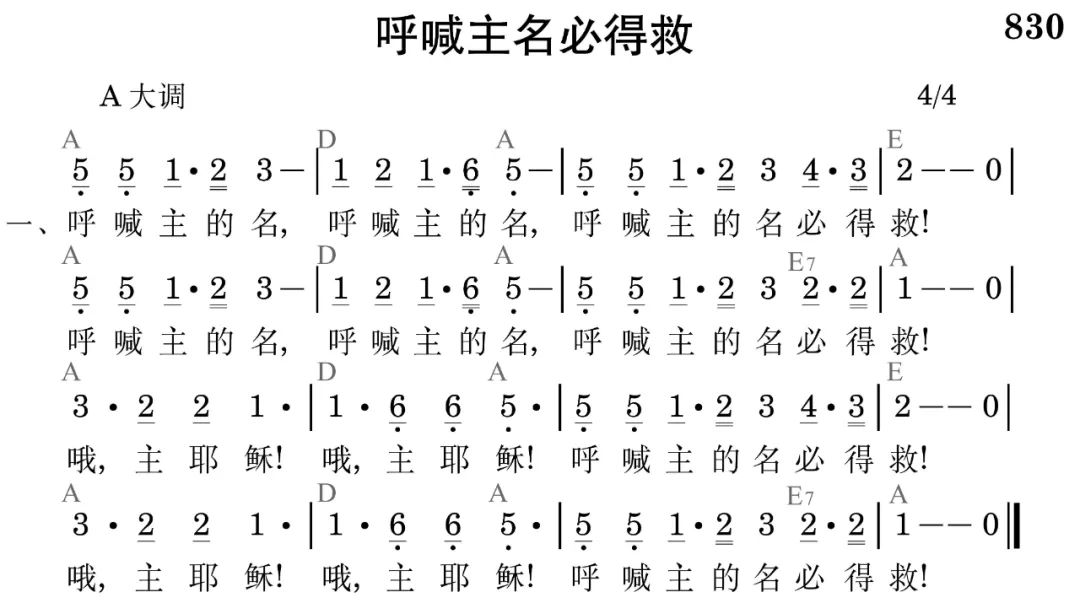 呼喊主名必得救 830
A 大调 4/4
A D A E
5 5 1·2 3－|1 2 1·6 5－|5 5 1·2 3 4·3|2－－0|
一、呼喊主的名, 呼喊主的名, 呼喊主的名必得救!
A D A E7 A
5 5 1·2 3－|1 2 1·6 5－|5 5 1·2 3 2·2|1－－0|
呼喊主的名, 呼喊主的名, 呼喊主的名必得救!
A D A E
3·2 2 1·|1·6 6 5·|5 5 1·2 3 4·3|2－－0|
哦, 主耶稣! 哦, 主耶稣! 呼喊主的名必得救!
A D A E7 A
3·2 2 1·|1·6 6 5·|5 5 1·2 3 2·2|1－－0‖
哦, 主耶稣! 哦, 主耶稣! 呼喊主的名必得救!